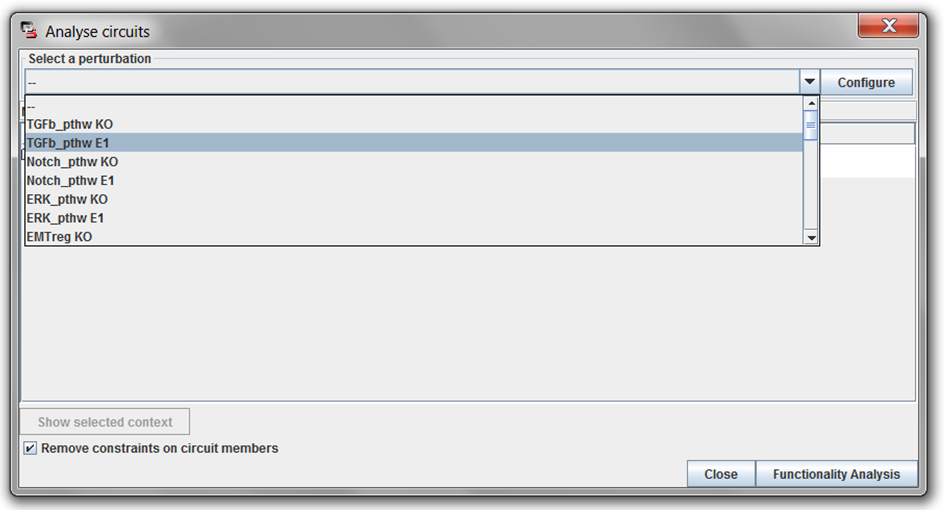 Analyse circuits
Select a perturbation
--
Configure
--
TGFb_pthw KO
TGFb_pthw E1
Notch_pthw KO
Notch_pthw E1
ERK_pthw KO
ERK_pthw E1
EMTreg KO
Show selected context
Remove constraints on circuit members
Close
Functionality Analysis